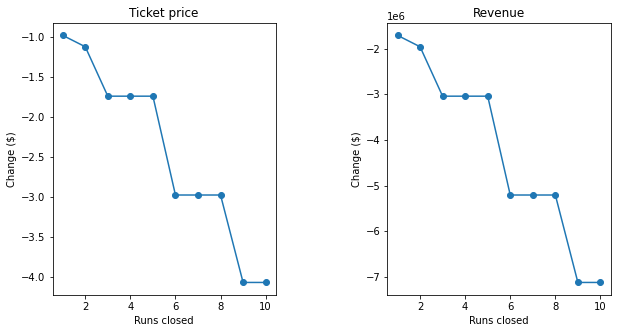 Ticket price
Change ($)
−1.0
−1.5
−2.0
−2.5
−3.0
−3.5
−4.0
2 4 6 8 10
Runs closed
Revenue
1e6
Change ($)
−2
−3
−4
−5
−6
−7
2 4 6 8 10
Runs closed